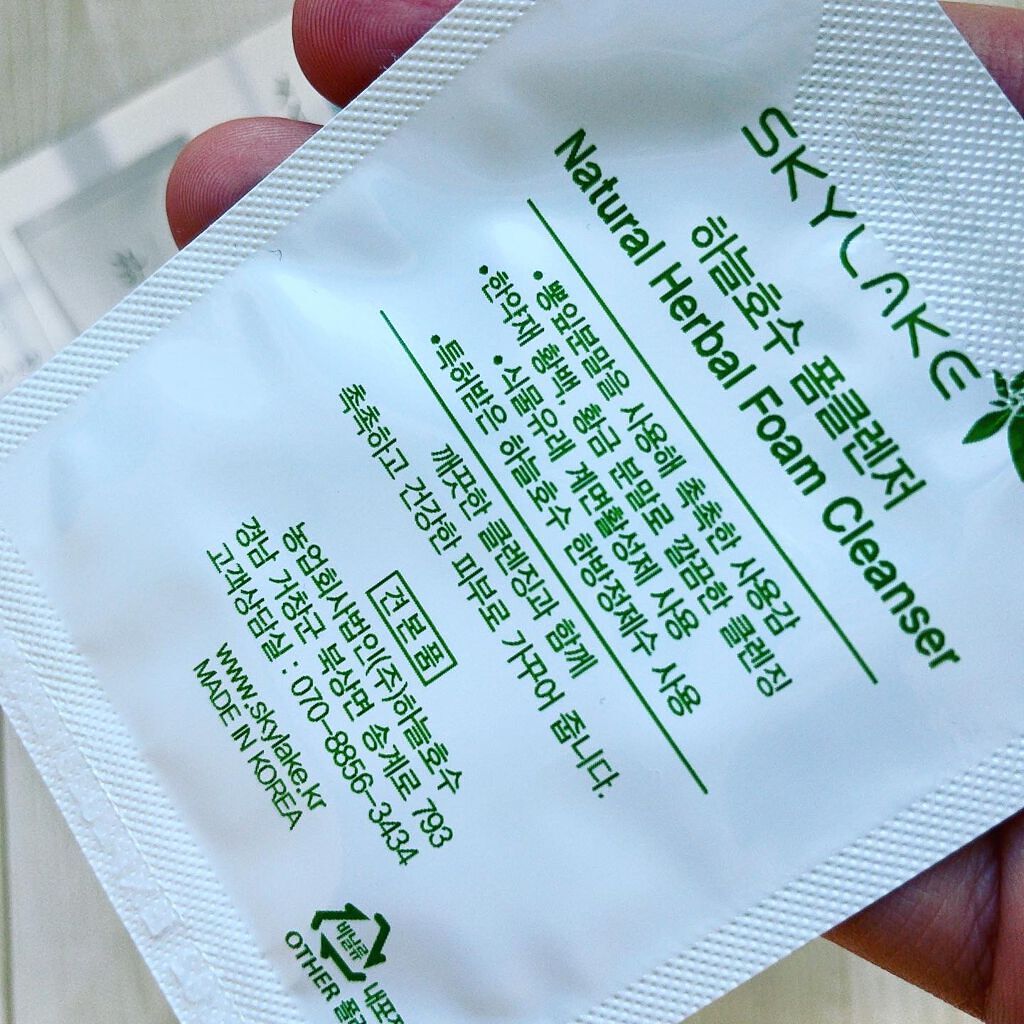 SKYLAKE
하늘호수 폼클렌저
Natural Herbal Foam Cleanser
•뽕잎분말을 사용해 촉촉한 사용감
•한약재 황백, 황금 분말로 깔끔한 클렌징
•식물유래 계면활성제 사용
•특허받은 하늘호수 한방정제수 사용
깨끗한 클렌징과 함께
촉촉하고 건강한 피부로 가꾸어 줍니다.
견본품
농업회사법인(주)하늘호수
경남 거창군 북상면 송계로 793
고객상담실 : 070-8856-3434
www.skylake.kr
MADE IN KOREA
비닐류
OTHER